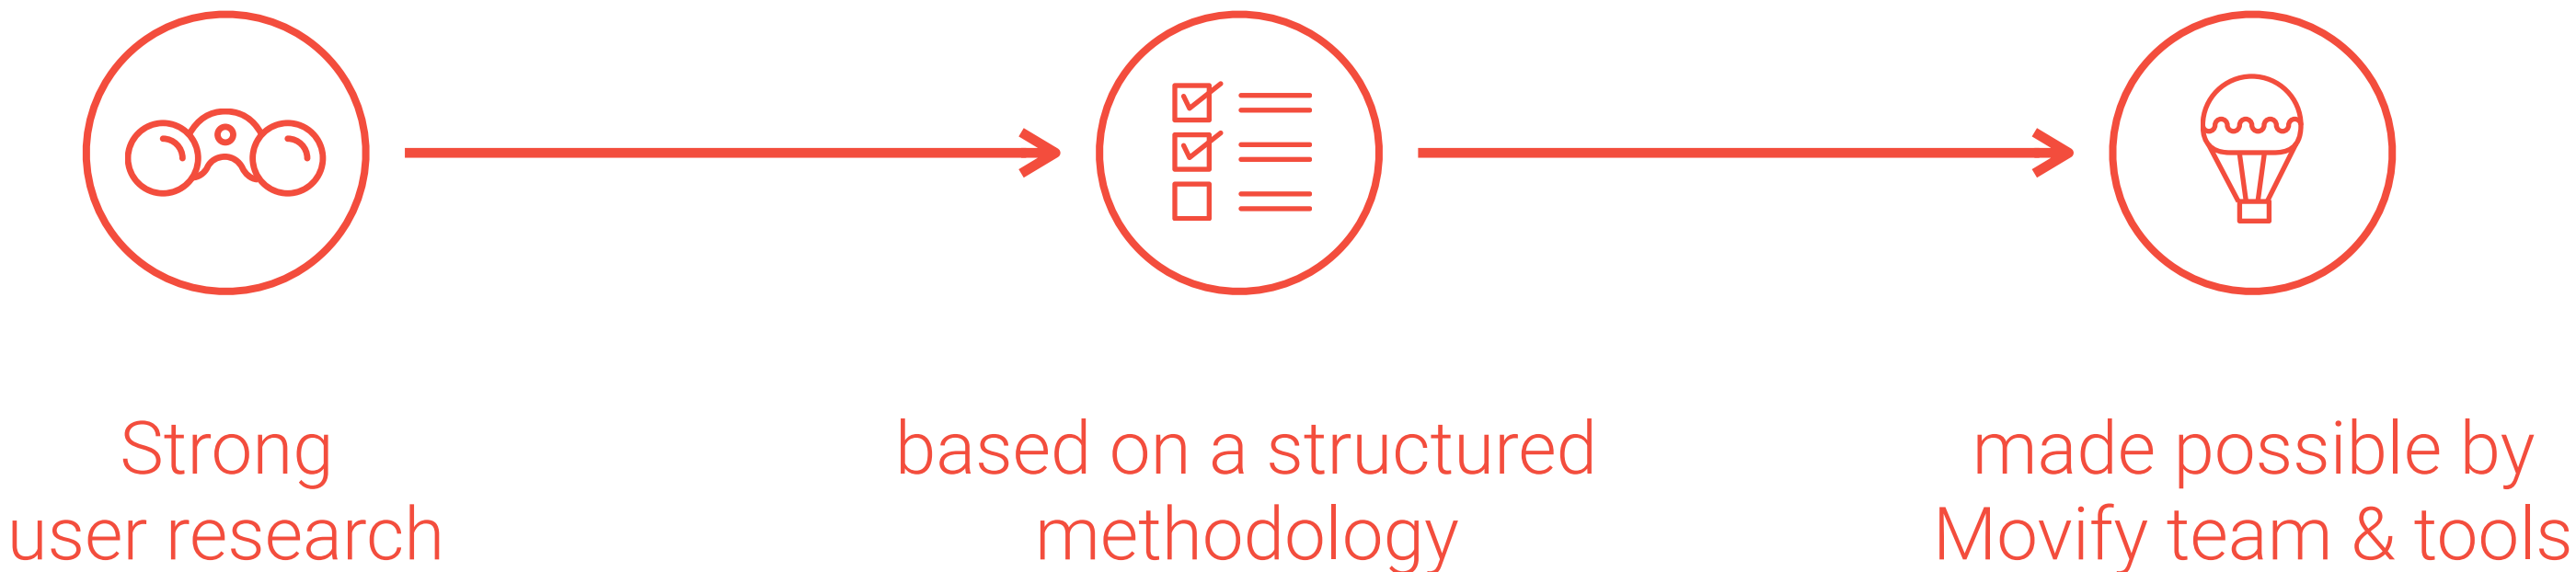 Strong
user research
based on a structured
methodology
made possible by
Movify team & tools